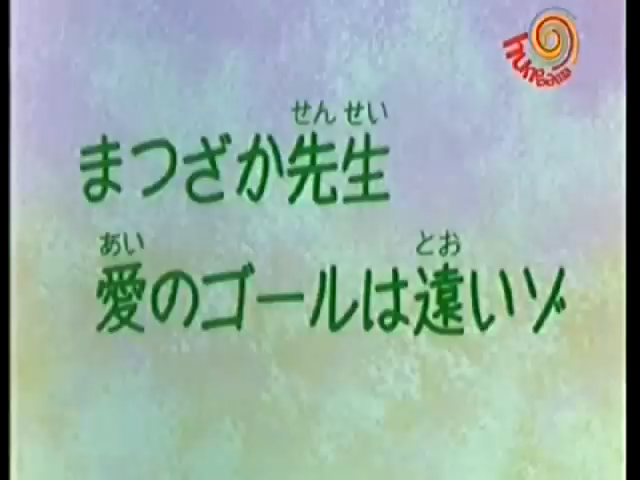 hungama
せんせい
まつざか先生
あい とお
愛のゴールは遠いゾ